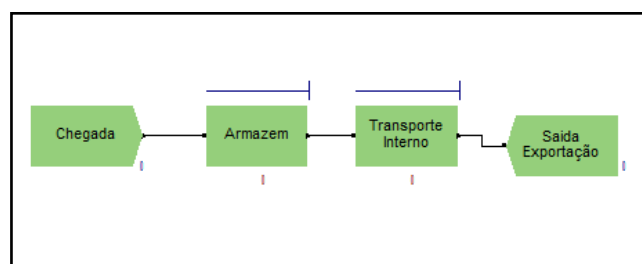 Chegada
Armazem
Transporte
Interno
Saida
Exportação